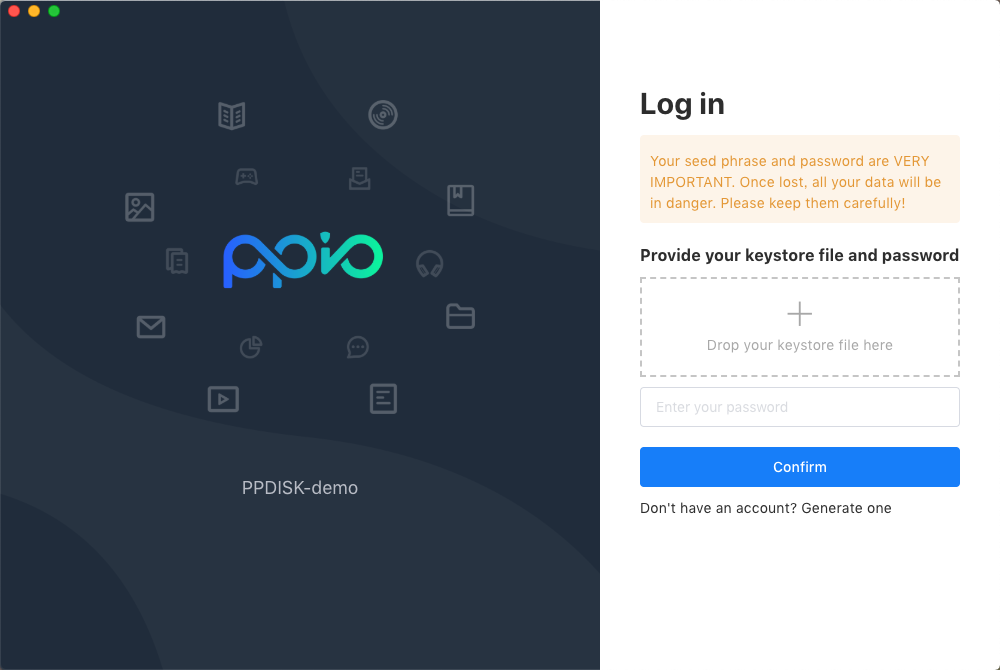 ppio
PPDISK-demo
Log in
Your seed phrase and password are VERY
IMPORTANT. Once lost, all your data will be
in danger. Please keep them carefully!
Provide your keystore file and password
Drop your keystore file here
Enter your password
Confirm
Don't have an account? Generate one